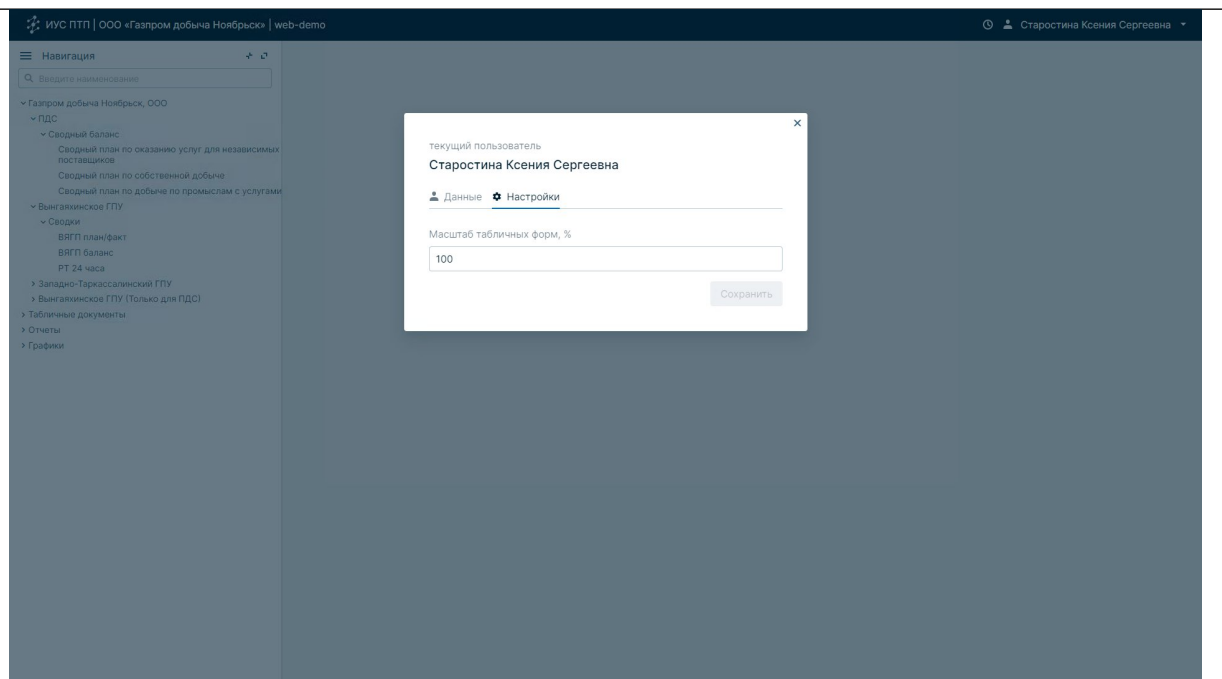 ИУС ПТП | ООО «Газпром добыча Ноябрьск» | web-demo
Старостина Ксения Сергеевна
Навигация
Введите наименование
Газпром добыча Ноябрьск, ООО
ПДС
Сводный баланс
Сводный план по оказанию услуг для независимых
поставщиков
Сводный план по собственной добыче
Сводный план по добыче по промыслам с услугами
Вынгаяхинское ГПУ
Сводки
ВЯГП план/факт
ВЯГП баланс
РТ 24 часа
Западно-Таркассалинский ГПУ
Вынгаяхинское ГПУ (Только для ПДС)
Табличные документы
Отчеты
Графики
текущий пользователь
Старостина Ксения Сергеевна
Данные Настройки
Масштаб табличных форм, %
100
Сохранить